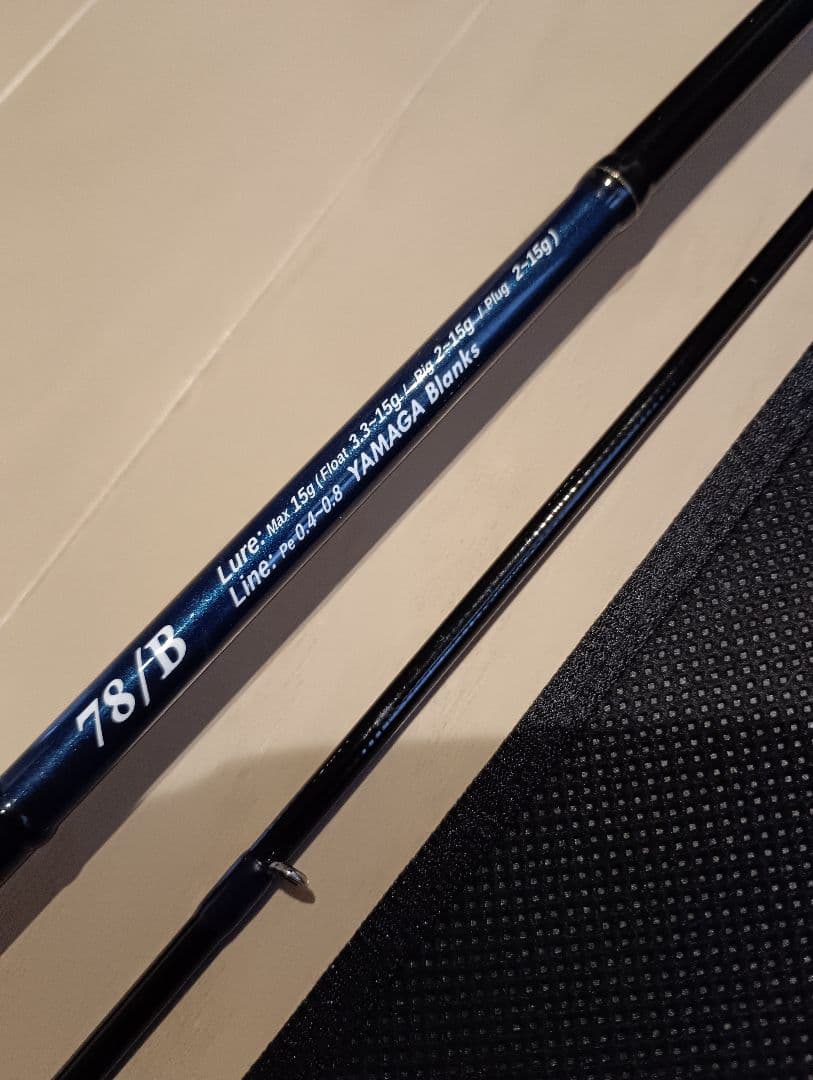 78/B
Lure: Max 15g (Float 3.3~15g / Rig 2~15g / Plug 2~15g)
Line: Pe 0.4~0.8 YAMAGA Blanks